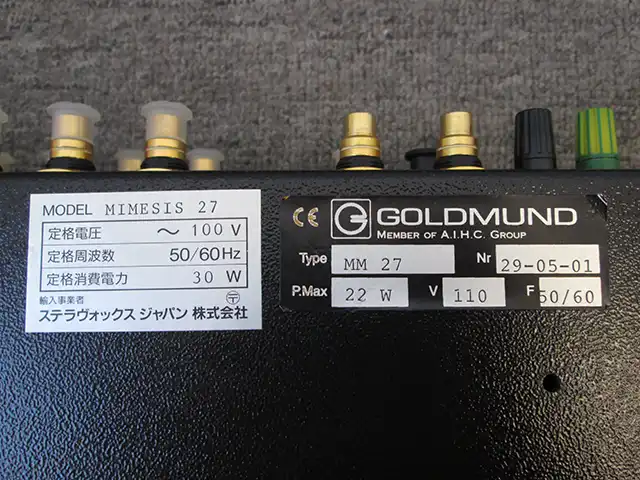 MODEL MIMESIS 27
定格電圧 ～ 100 V
定格周波数 50/60Hz
定格消費電力 30 W
輸入事業者 〒
ステラヴォックス ジャパン 株式会社
CE GOLDMUND
MEMBER OF A.I.H.C. GROUP
Type MM 27 Nr 29-05-01
P.Max 22 W V 110 F 50/60